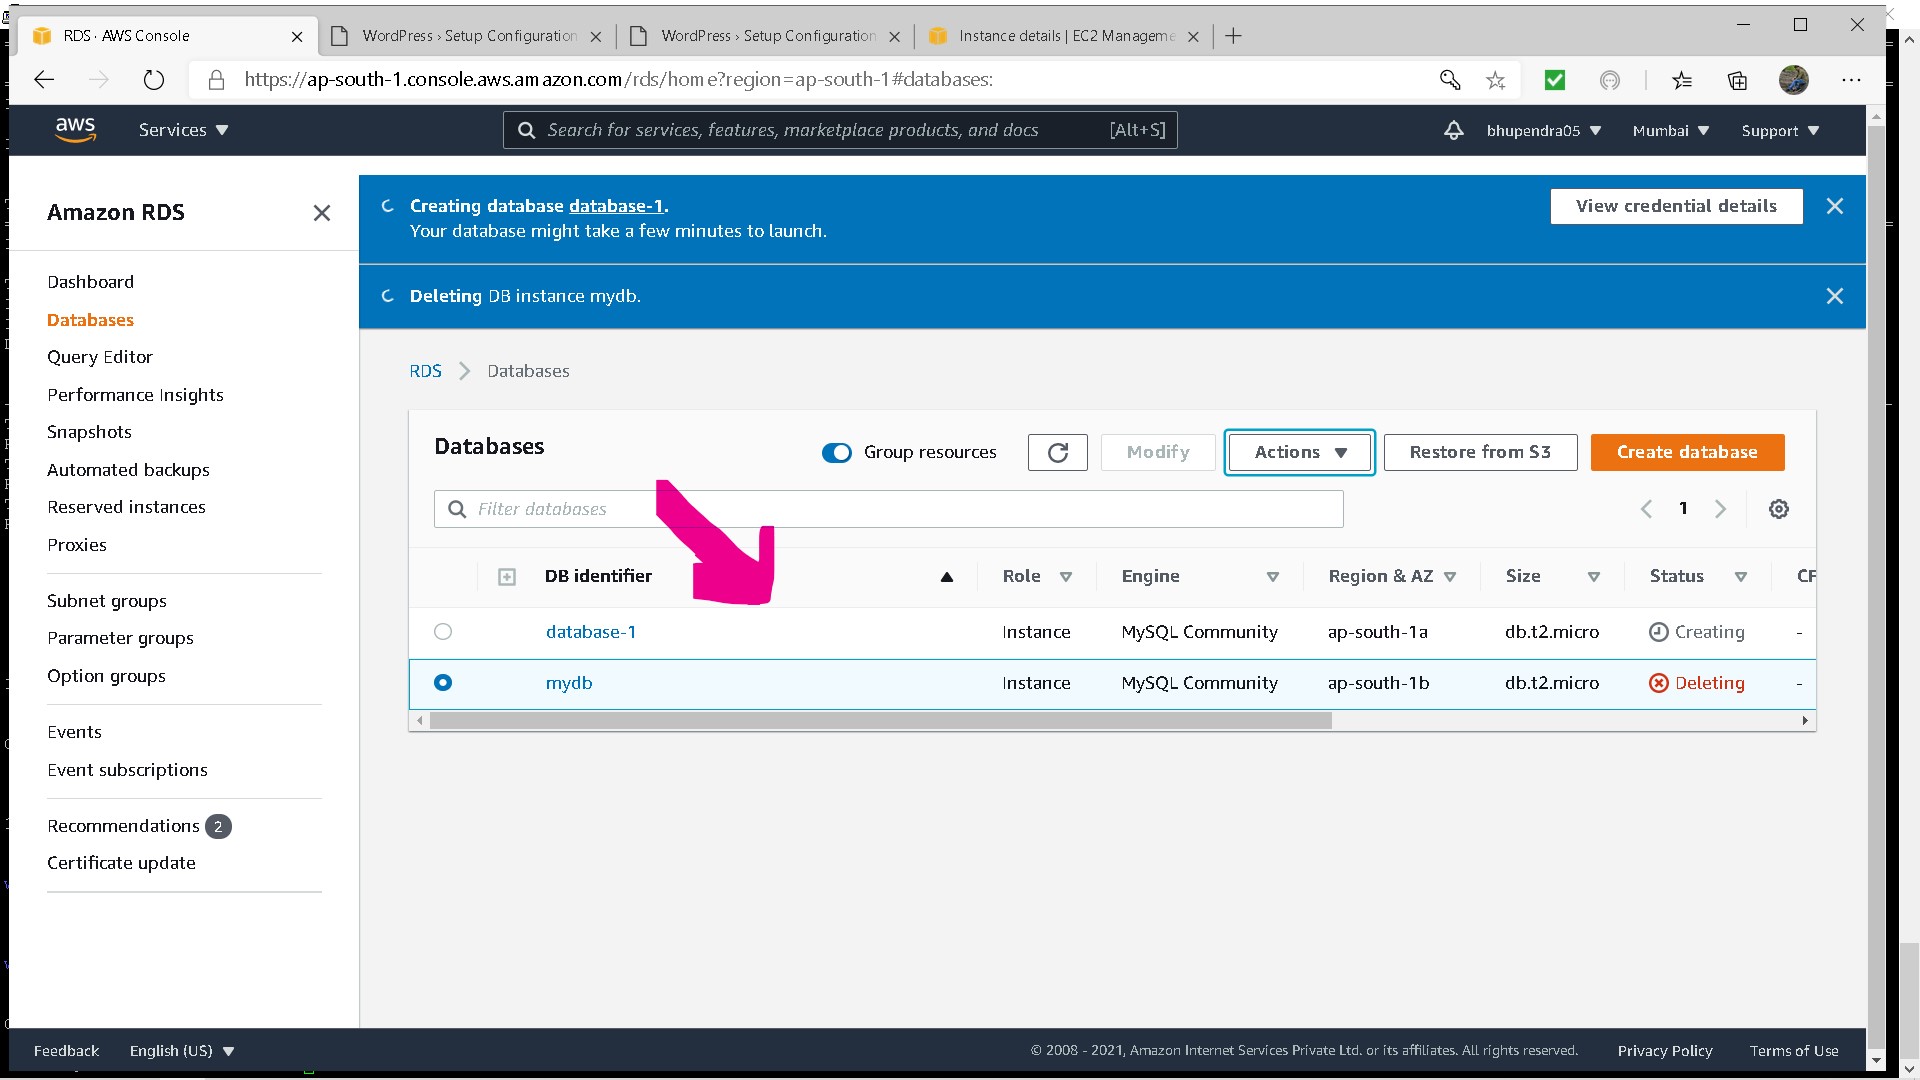 RDS · AWS Console
WordPress › Setup Configuration
WordPress › Setup Configuration
Instance details | EC2 Manageme
https://ap-south-1.console.aws.amazon.com/rds/home?region=ap-south-1#databases:
aws
Services
Search for services, features, marketplace products, and docs [Alt+S]
bhupendra05
Mumbai
Support
Amazon RDS
Dashboard
Databases
Query Editor
Performance Insights
Snapshots
Automated backups
Reserved instances
Proxies
Subnet groups
Parameter groups
Option groups
Events
Event subscriptions
Recommendations 2
Certificate update
Creating database database-1.
Your database might take a few minutes to launch.
View credential details
Deleting DB instance mydb.
RDS Databases
Databases
Group resources
Modify
Actions
Restore from S3
Create database
Filter databases
1
DB identifier Role Engine Region & AZ Size Status
database-1 Instance MySQL Community ap-south-1a db.t2.micro Creating -
mydb Instance MySQL Community ap-south-1b db.t2.micro Deleting -
Feedback English (US)
© 2008 - 2021, Amazon Internet Services Private Ltd. or its affiliates. All rights reserved. Privacy Policy Terms of Use